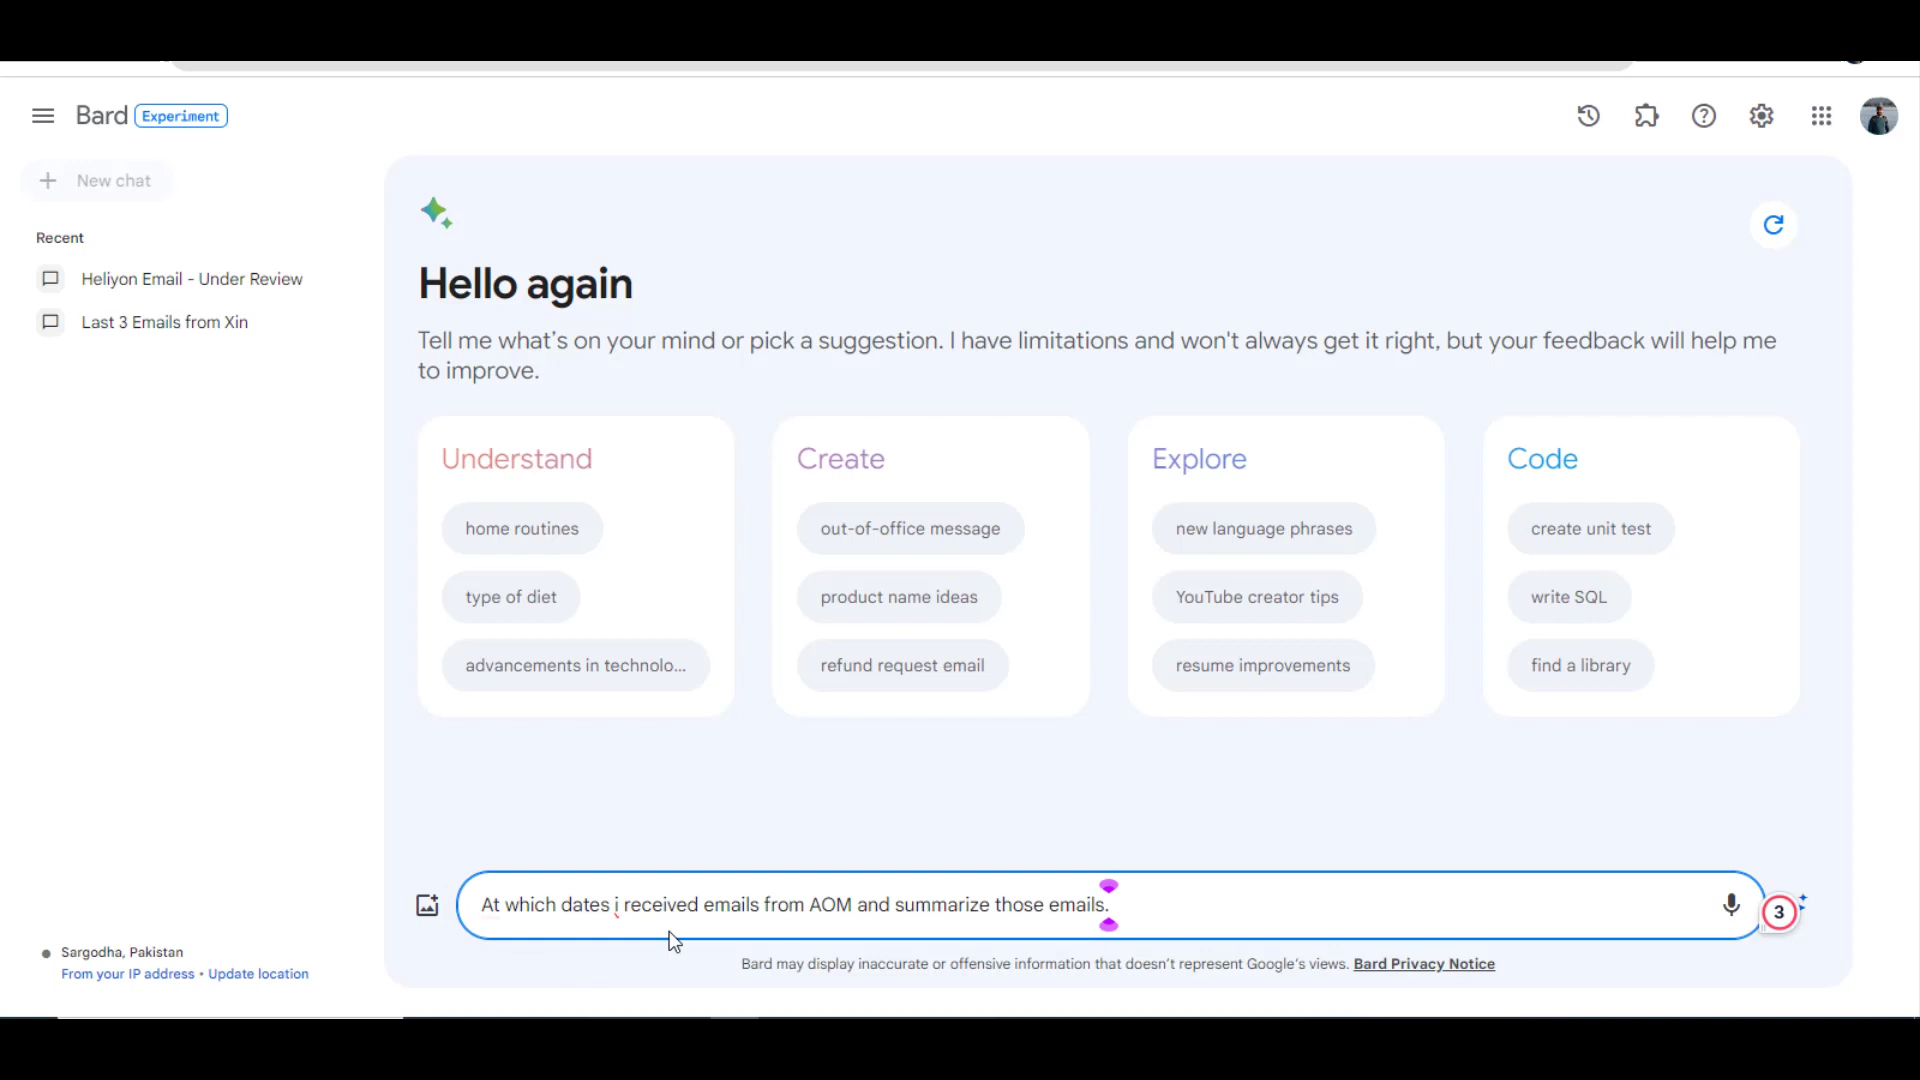 Bard Experiment
New chat
Recent
Heliyon Email - Under Review
Last 3 Emails from Xin
Hello again
Tell me what's on your mind or pick a suggestion. I have limitations and won't always get it right, but your feedback will help me
to improve.
Understand
home routines
type of diet
advancements in technolo...
Create
out-of-office message
product name ideas
refund request email
Explore
new language phrases
YouTube creator tips
resume improvements
Code
create unit test
write SQL
find a library
At which dates i received emails from AOM and summarize those emails.
3
Bard may display inaccurate or offensive information that doesn't represent Google's views. Bard Privacy Notice
Sargodha, Pakistan
From your IP address • Update location